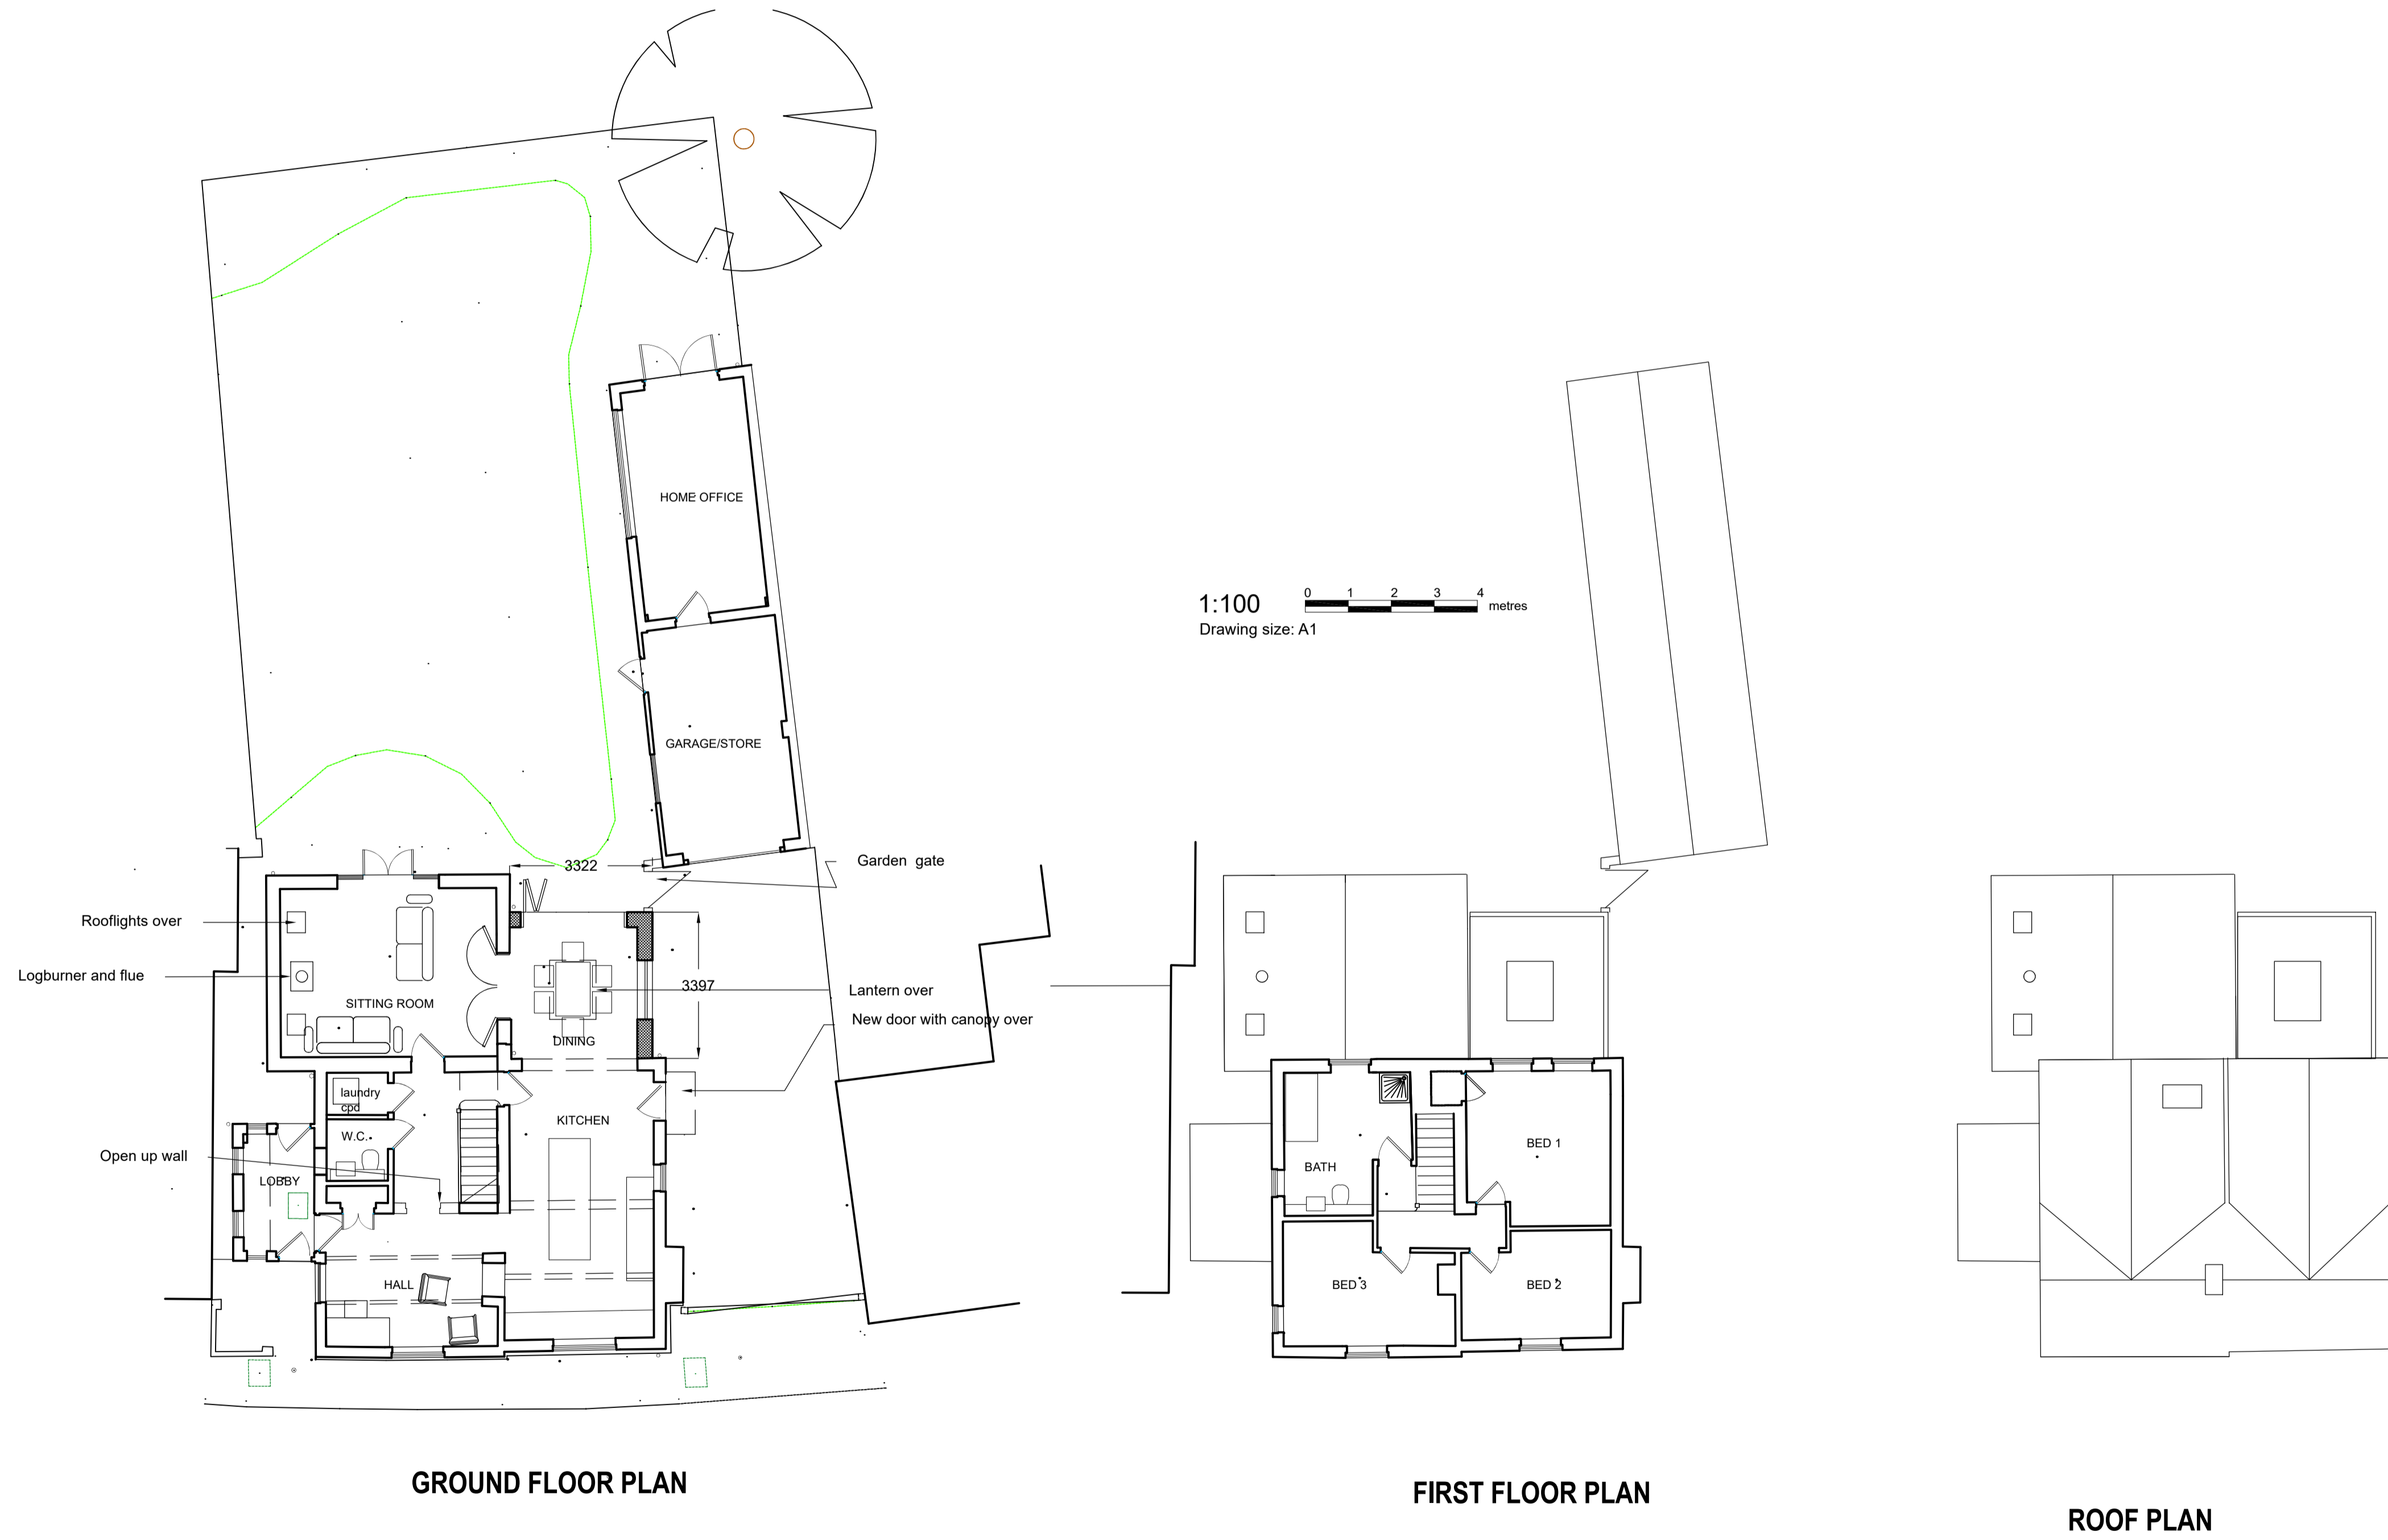 HOME OFFICE
GARAGE/STORE
1:100
0 1 2 3 4
metres
Drawing size: A1
3322
Garden gate
Rooflights over
Logburner and flue
3397
Lantern over
SITTING ROOM
New door with canopy over
DINING
laundry
cpd
KITCHEN
W.C.
Open up wall
LOBBY
HALL
BED 1
BATH
BED 3
BED 2
GROUND FLOOR PLAN
FIRST FLOOR PLAN
ROOF PLAN